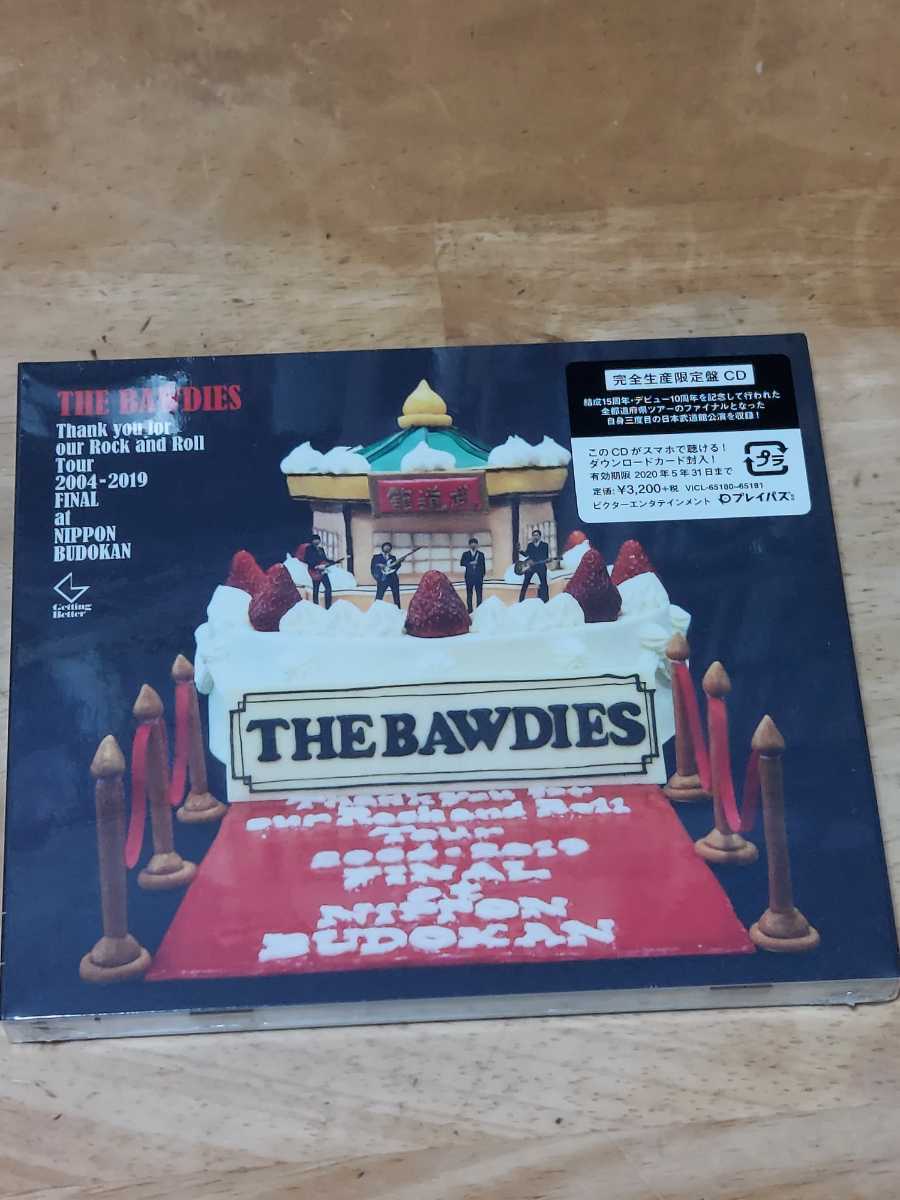 THE BAWDIES
Thank you for
our Rock and Roll
Tour
2004-2019
FINAL
at
NIPPON
BUDOKAN
Getting
Better
完全生産限定盤 CD
結成15周年・デビュー10周年を記念して行われた
全都道府県ツアーのファイナルとなった
自身三度目の日本武道館公演を収録！
このCDがスマホで聴ける！
ダウンロードカード封入！
有効期限 2020年5月31日まで
定価：¥3,200+税 VICL-65180~65181
ビクターエンタテインメント プレイパス
プラ
館道武
THE BAWDIES
Thank you for
our Rock and Roll
Tour
2004-2019
FINAL
at
NIPPON
BUDOKAN